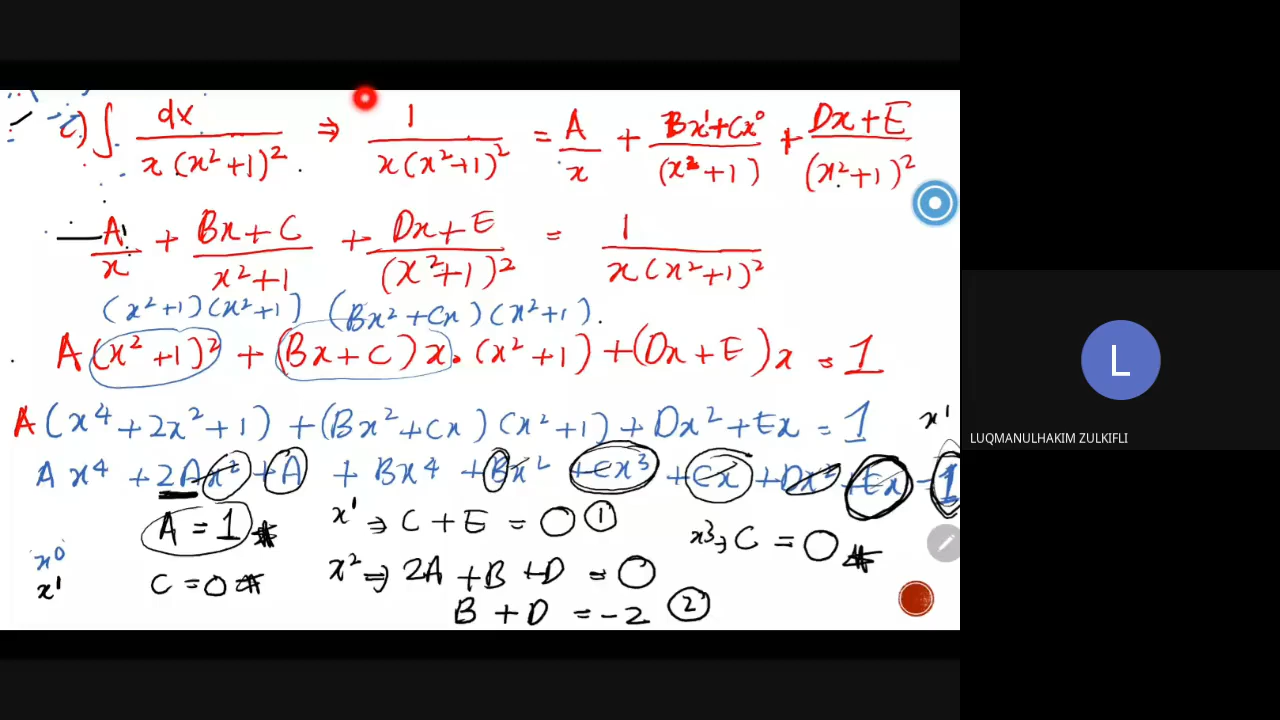 c) ∫ dx / x(x²+1)² ⇒ 1 / x(x²+1)² = A/x + Bx¹+Cx⁰ / (x²+1) + Dx+E / (x²+1)²
A/x + Bx+C / x²+1 + Dx+E / (x²+1)² = 1 / x(x²+1)²
(x²+1)(x²+1) (Bx²+Cx)(x²+1).
A(x²+1)² + (Bx+C)x.(x²+1) + (Dx+E)x = 1
A(x⁴+2x²+1) + (Bx²+Cx)(x²+1) + Dx²+Ex = 1 x¹
Ax⁴ + 2Ax² + A + Bx⁴ + Bx² + Cx³ + Cx + Dx² + Ex = 1
A = 1 x¹ ⇒ C + E = 0 ① x³→ C = 0
x⁰
x¹ C = 0 x² ⇒ 2A + B + D = 0
B + D = -2 ②
L
LUQMANULHAKIM ZULKIFLI